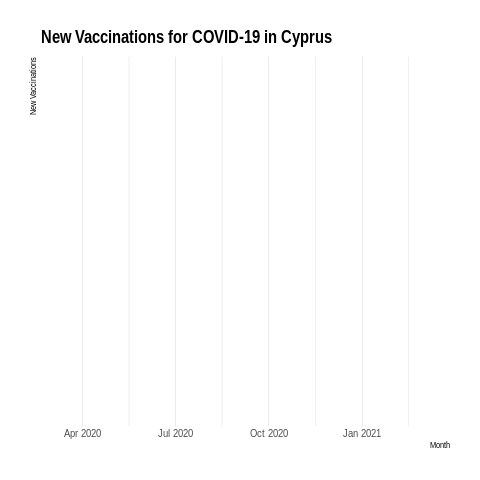 New Vaccinations for COVID-19 in Cyprus
New Vaccinations
Apr 2020
Jul 2020
Oct 2020
Jan 2021
Month